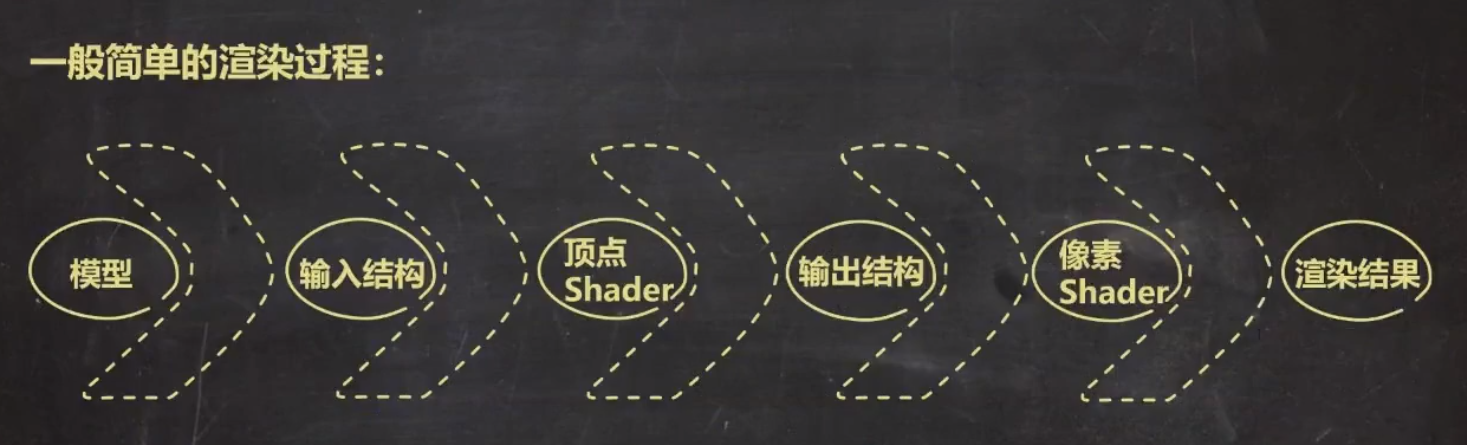 一般简单的渲染过程：
模型
输入结构
顶点
Shader
输出结构
像素
Shader
渲染结果